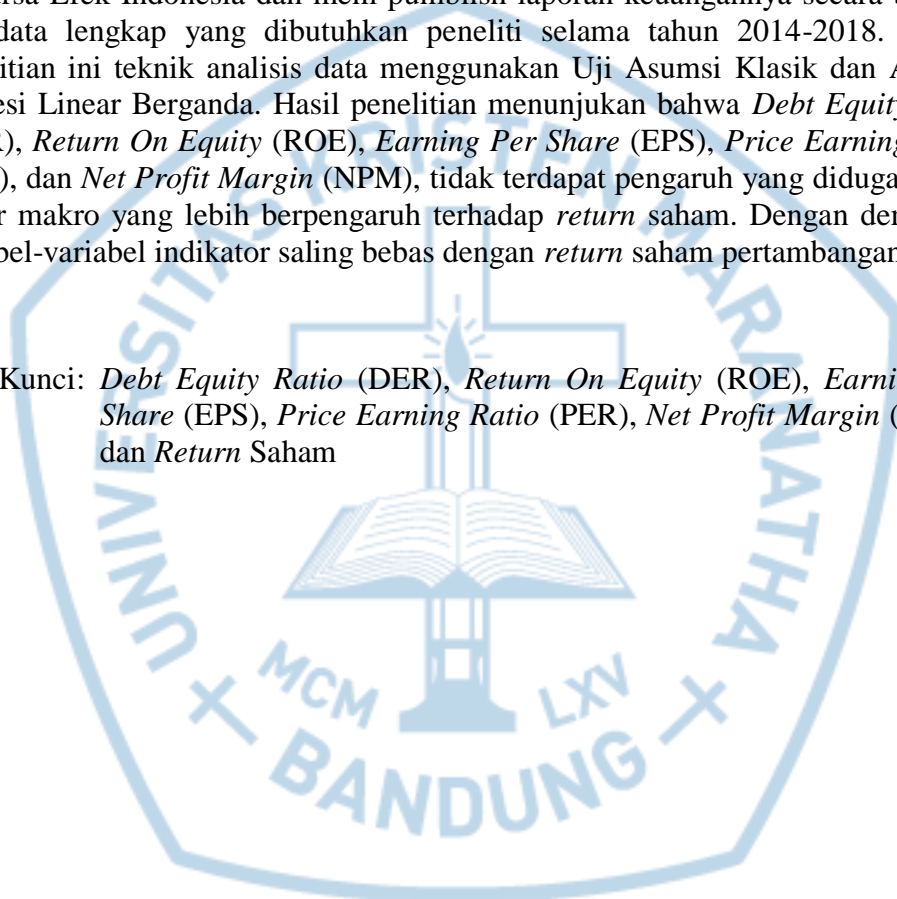 rsa Efek Indonesia dan mem publiblish laporan keuangannya secara
data lengkap yang dibutuhkan peneliti selama tahun 2014-2018.
itian ini teknik analisis data menggunakan Uji Asumsi Klasik dan
esi Linear Berganda. Hasil penelitian menunjukan bahwa Debt Equity
), Return On Equity (ROE), Earning Per Share (EPS), Price Earning
), dan Net Profit Margin (NPM), tidak terdapat pengaruh yang diduga
r makro yang lebih berpengaruh terhadap return saham. Dengan
bel-variabel indikator saling bebas dengan return saham pertambangan
Kunci: Debt Equity Ratio (DER), Return On Equity (ROE),
Share (EPS), Price Earning Ratio (PER), Net Profit Margin (
dan Return Saham
UNIVERSITAS KRISTEN MARANATHA
MCM LXV
BANDUNG